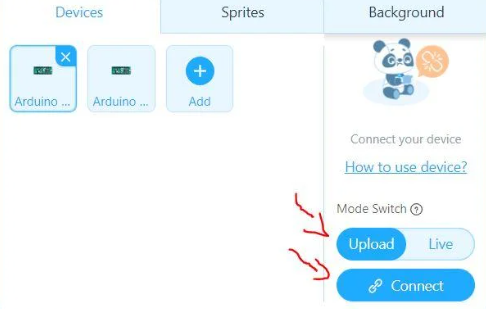 Devices
Sprites
Background
Arduino ...
Arduino ...
Add
Connect your device
How to use device?
Mode Switch
Upload
Live
Connect